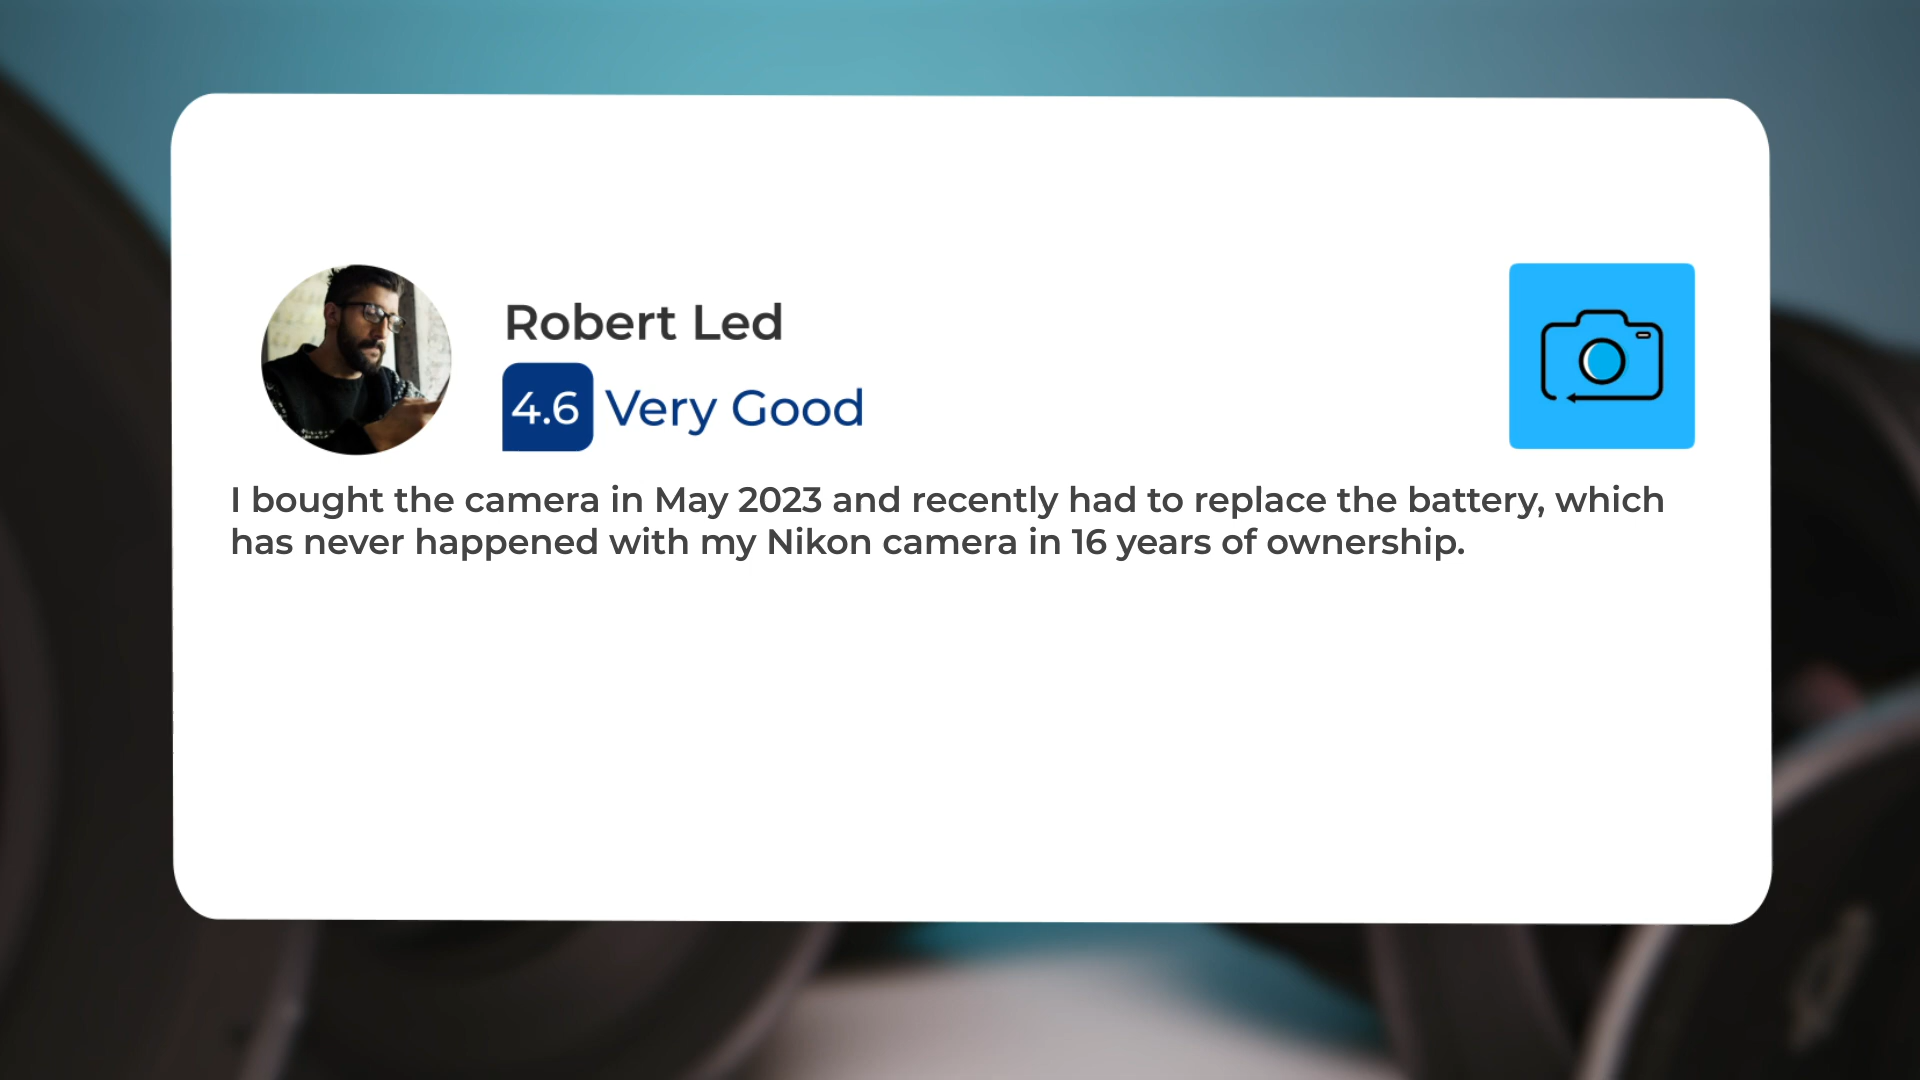 Robert Led
4.6 Very Good
I bought the camera in May 2023 and recently had to replace the battery, which
has never happened with my Nikon camera in 16 years of ownership.